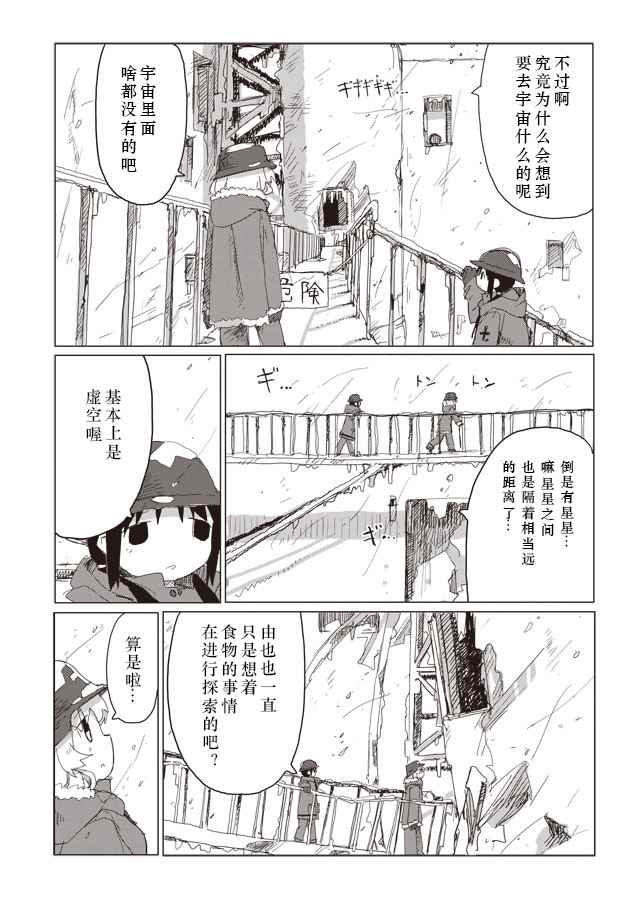 不过啊
究竟为什么会想到
要去宇宙什么的呢
ギギギギギ…
宇宙里面
啥都没有的吧
危険
トン
トン
ギ…
倒是有星星…
嘛星星之间
也是隔着相当远
的距离了…
ギ…
基本上是
虚空喔
由也也一直
只是想着
食物的事情
在进行探索的吧？
算是啦…